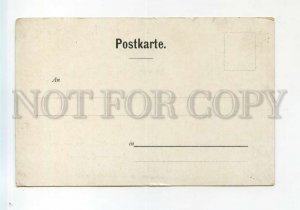 Postkarte.
An
NOT FOR COPY
in